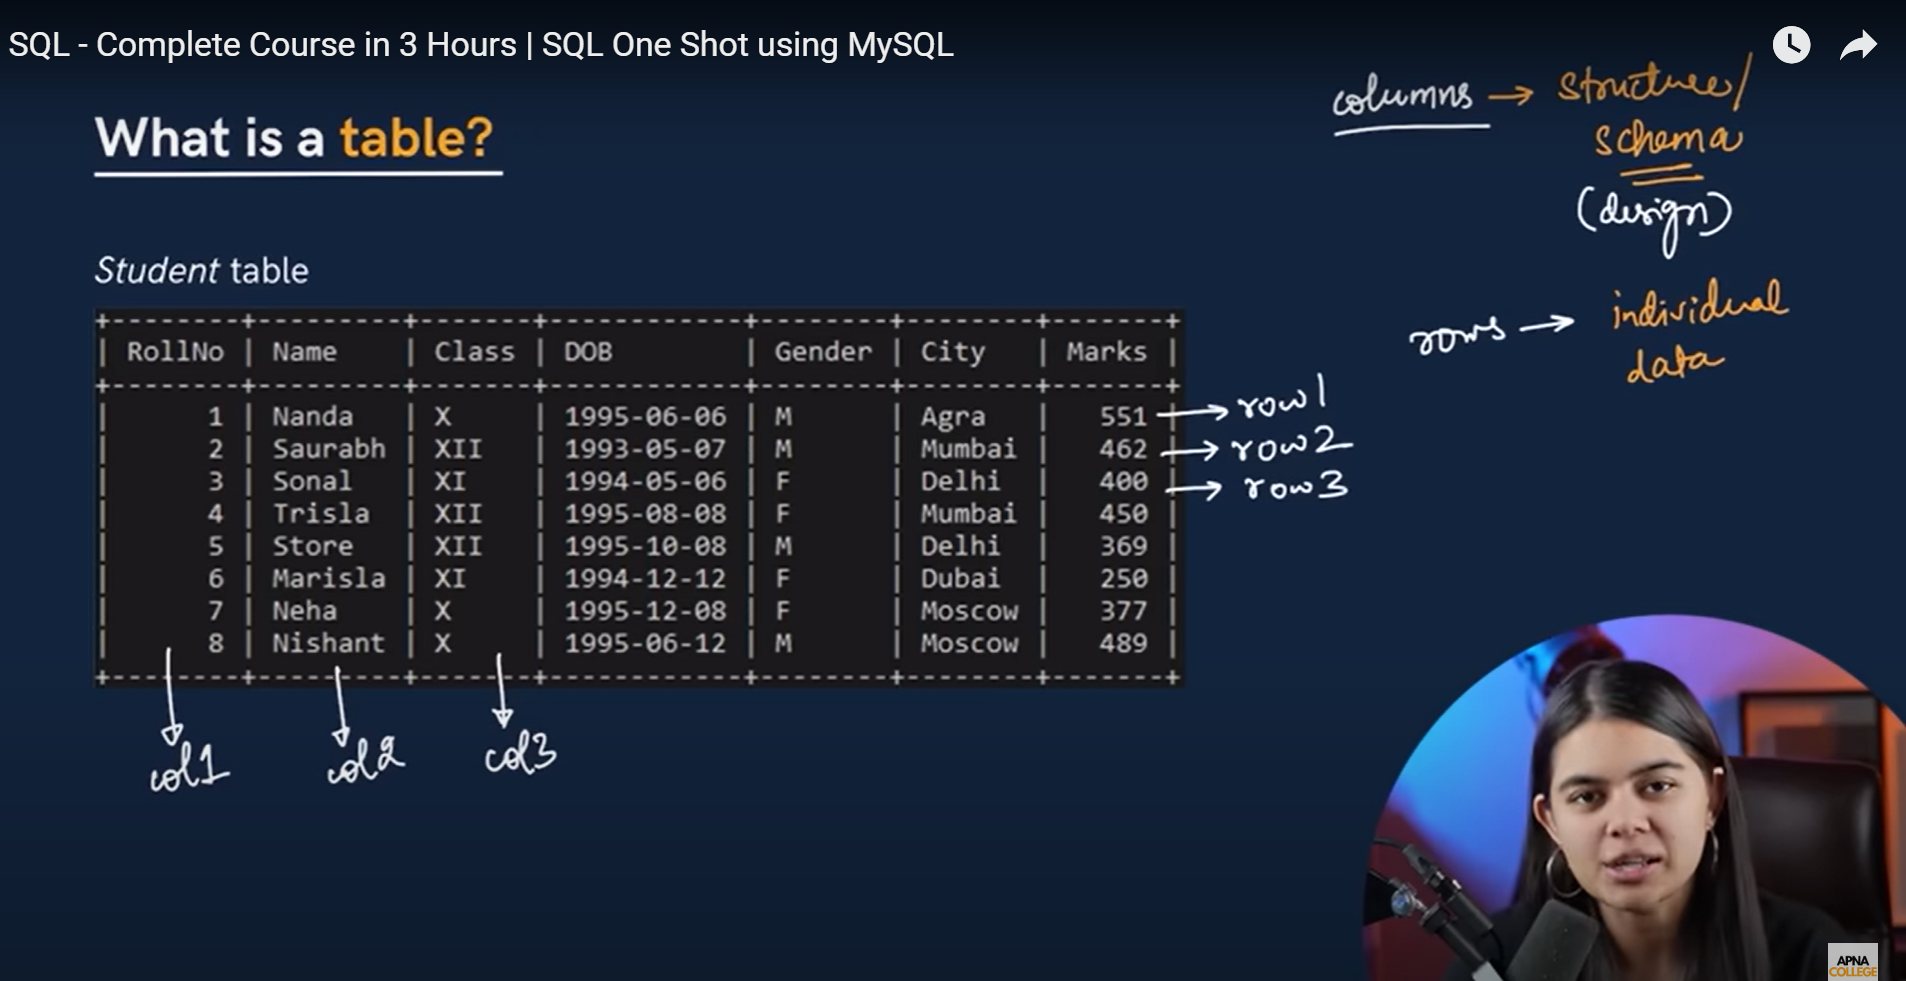 SQL - Complete Course in 3 Hours | SQL One Shot using MySQL
What is a table?
columns → structure/
schema
(design)
rows → individual
data
Student table
+--------+---------+-------+------------+--------+--------+-------+
| RollNo | Name | Class | DOB | Gender | City | Marks |
+--------+---------+-------+------------+--------+--------+-------+
| 1 | Nanda | X | 1995-06-06 | M | Agra | 551 | → row1
| 2 | Saurabh | XII | 1993-05-07 | M | Mumbai | 462 | → row2
| 3 | Sonal | XI | 1994-05-06 | F | Delhi | 400 | → row3
| 4 | Trisla | XII | 1995-08-08 | F | Mumbai | 450 |
| 5 | Store | XII | 1995-10-08 | M | Delhi | 369 |
| 6 | Marisla | XI | 1994-12-12 | F | Dubai | 250 |
| 7 | Neha | X | 1995-12-08 | F | Moscow | 377 |
| 8 | Nishant | X | 1995-06-12 | M | Moscow | 489 |
+--------+---------+-------+------------+--------+--------+-------+
col1 col2 col3
APNA
COLLEGE